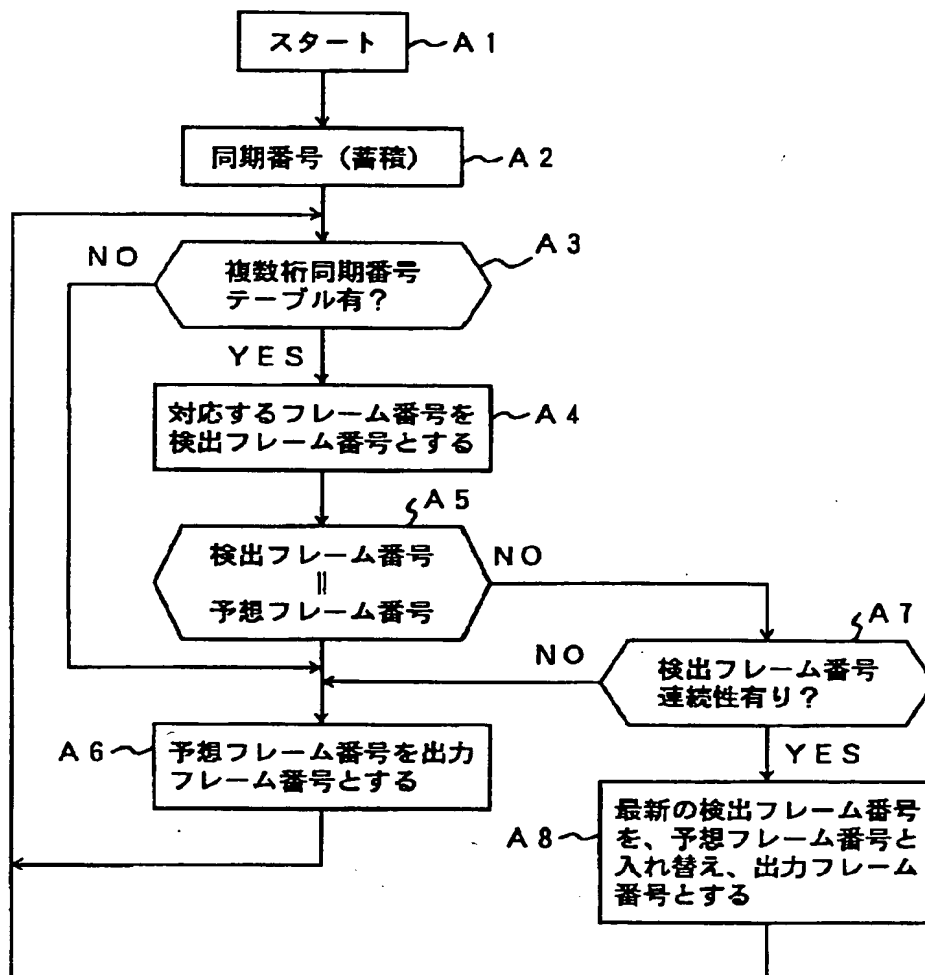 スタート
A1
同期番号（蓄積）
A2
A3
NO
複数桁同期番号
テーブル有？
YES
対応するフレーム番号を
検出フレーム番号とする
A4
A5
検出フレーム番号
॥
予想フレーム番号
NO
A7
NO
検出フレーム番号
連続性有り？
YES
A6
予想フレーム番号を出力
フレーム番号とする
A8
最新の検出フレーム番号
を、予想フレーム番号と
入れ替え、出力フレーム
番号とする